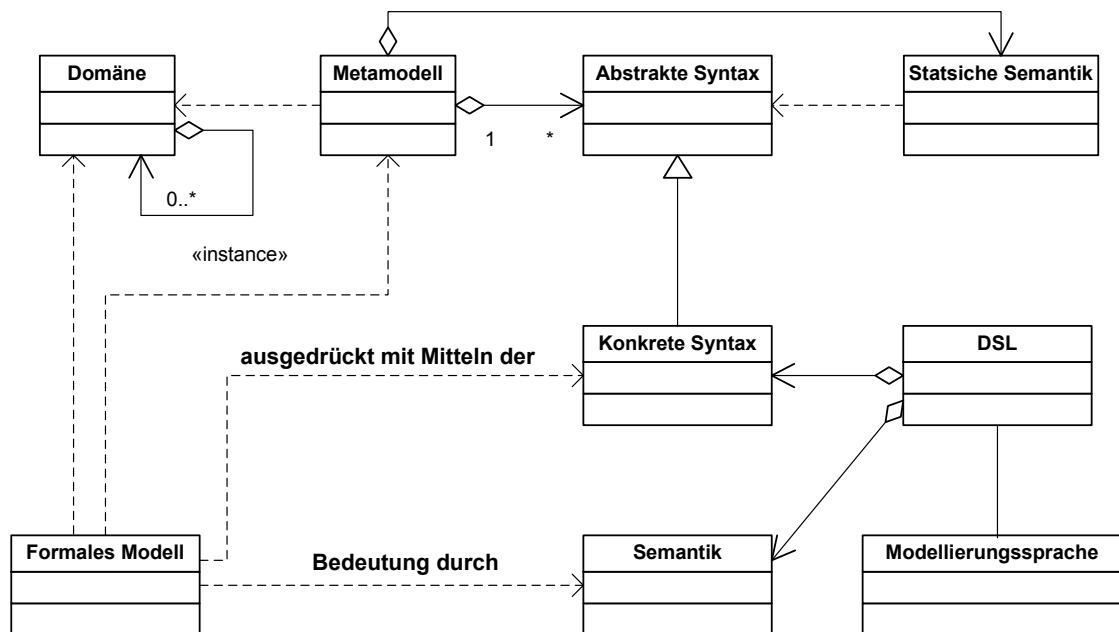 Domäne
Metamodell
Abstrakte Syntax
Statsiche Semantik
1
*
0..*
«instance»
Konkrete Syntax
DSL
ausgedrückt mit Mitteln der
Formales Modell
Bedeutung durch
Semantik
Modellierungssprache